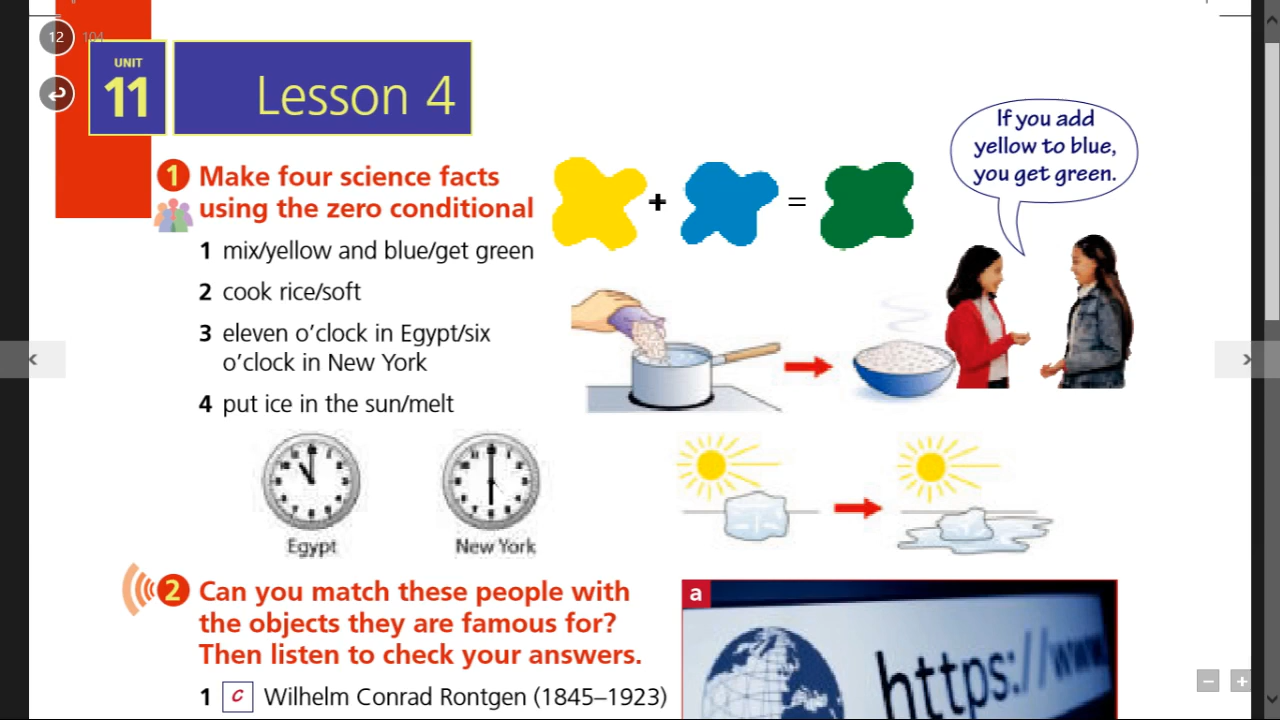 12 104
UNIT
11
Lesson 4
If you add
yellow to blue,
you get green.
1 Make four science facts
using the zero conditional
+ =
1 mix/yellow and blue/get green
2 cook rice/soft
3 eleven o'clock in Egypt/six
o'clock in New York
4 put ice in the sun/melt
Egypt New York
2 Can you match these people with
the objects they are famous for?
Then listen to check your answers.
a
https://www
1 c Wilhelm Conrad Rontgen (1845–1923)